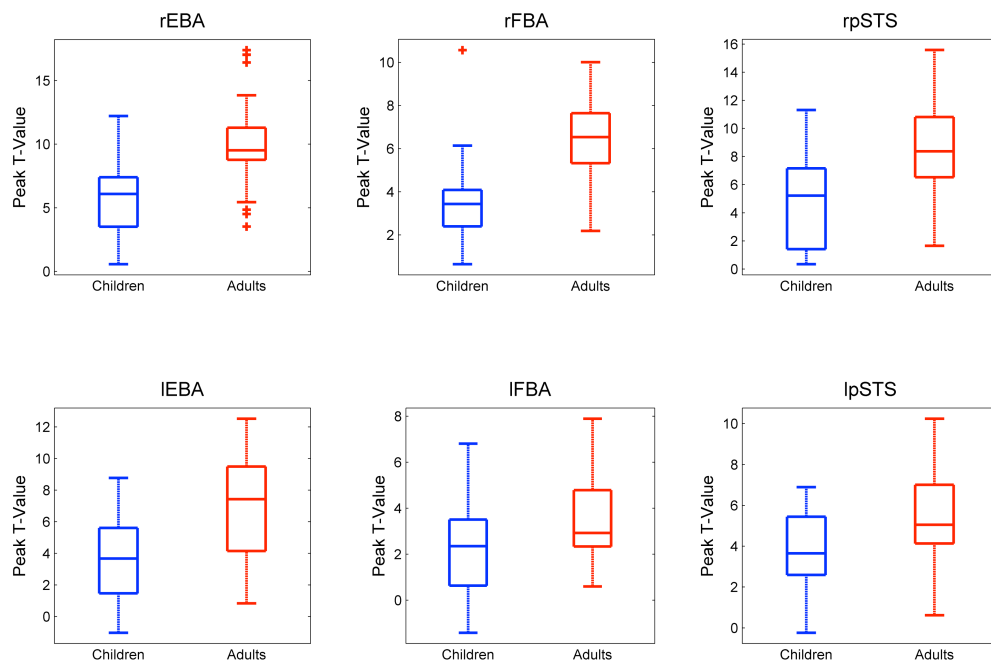 rEBA
Peak T-Value
15
10
5
0
Children Adults
rFBA
Peak T-Value
10
8
6
4
2
Children Adults
rpSTS
Peak T-Value
16
14
12
10
8
6
4
2
0
Children Adults
lEBA
Peak T-Value
12
10
8
6
4
2
0
Children Adults
lFBA
Peak T-Value
8
6
4
2
0
Children Adults
lpSTS
Peak T-Value
10
8
6
4
2
0
Children Adults